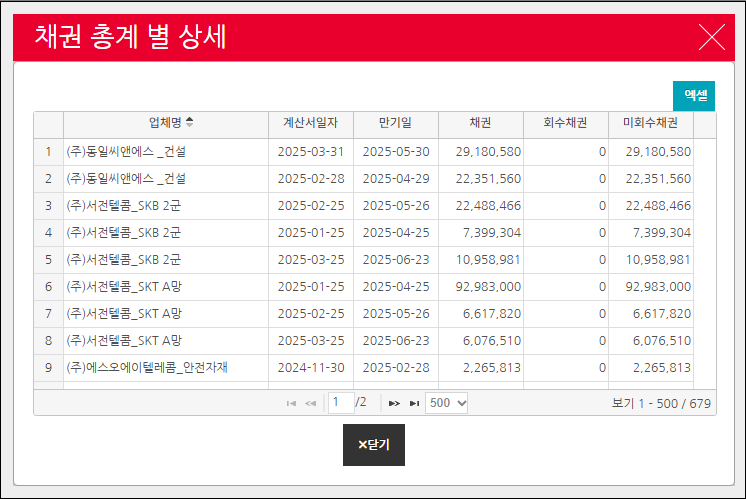 채권 총계 별 상세
엑셀
업체명 계산서일자 만기일 채권 회수채권 미회수채권
1 (주)동일씨앤에스 _건설 2025-03-31 2025-05-30 29,180,580 0 29,180,580
2 (주)동일씨앤에스 _건설 2025-02-28 2025-04-29 22,351,560 0 22,351,560
3 (주)서전텔콤_SKB 2군 2025-02-25 2025-05-26 22,488,466 0 22,488,466
4 (주)서전텔콤_SKB 2군 2025-01-25 2025-04-25 7,399,304 0 7,399,304
5 (주)서전텔콤_SKB 2군 2025-03-25 2025-06-23 10,958,981 0 10,958,981
6 (주)서전텔콤_SKT A망 2025-01-25 2025-04-25 92,983,000 0 92,983,000
7 (주)서전텔콤_SKT A망 2025-02-25 2025-05-26 6,617,820 0 6,617,820
8 (주)서전텔콤_SKT A망 2025-03-25 2025-06-23 6,076,510 0 6,076,510
9 (주)에스오에이텔레콤_안전자재 2024-11-30 2025-02-28 2,265,813 0 2,265,813
1 /2 500 보기 1 - 500 / 679
×닫기